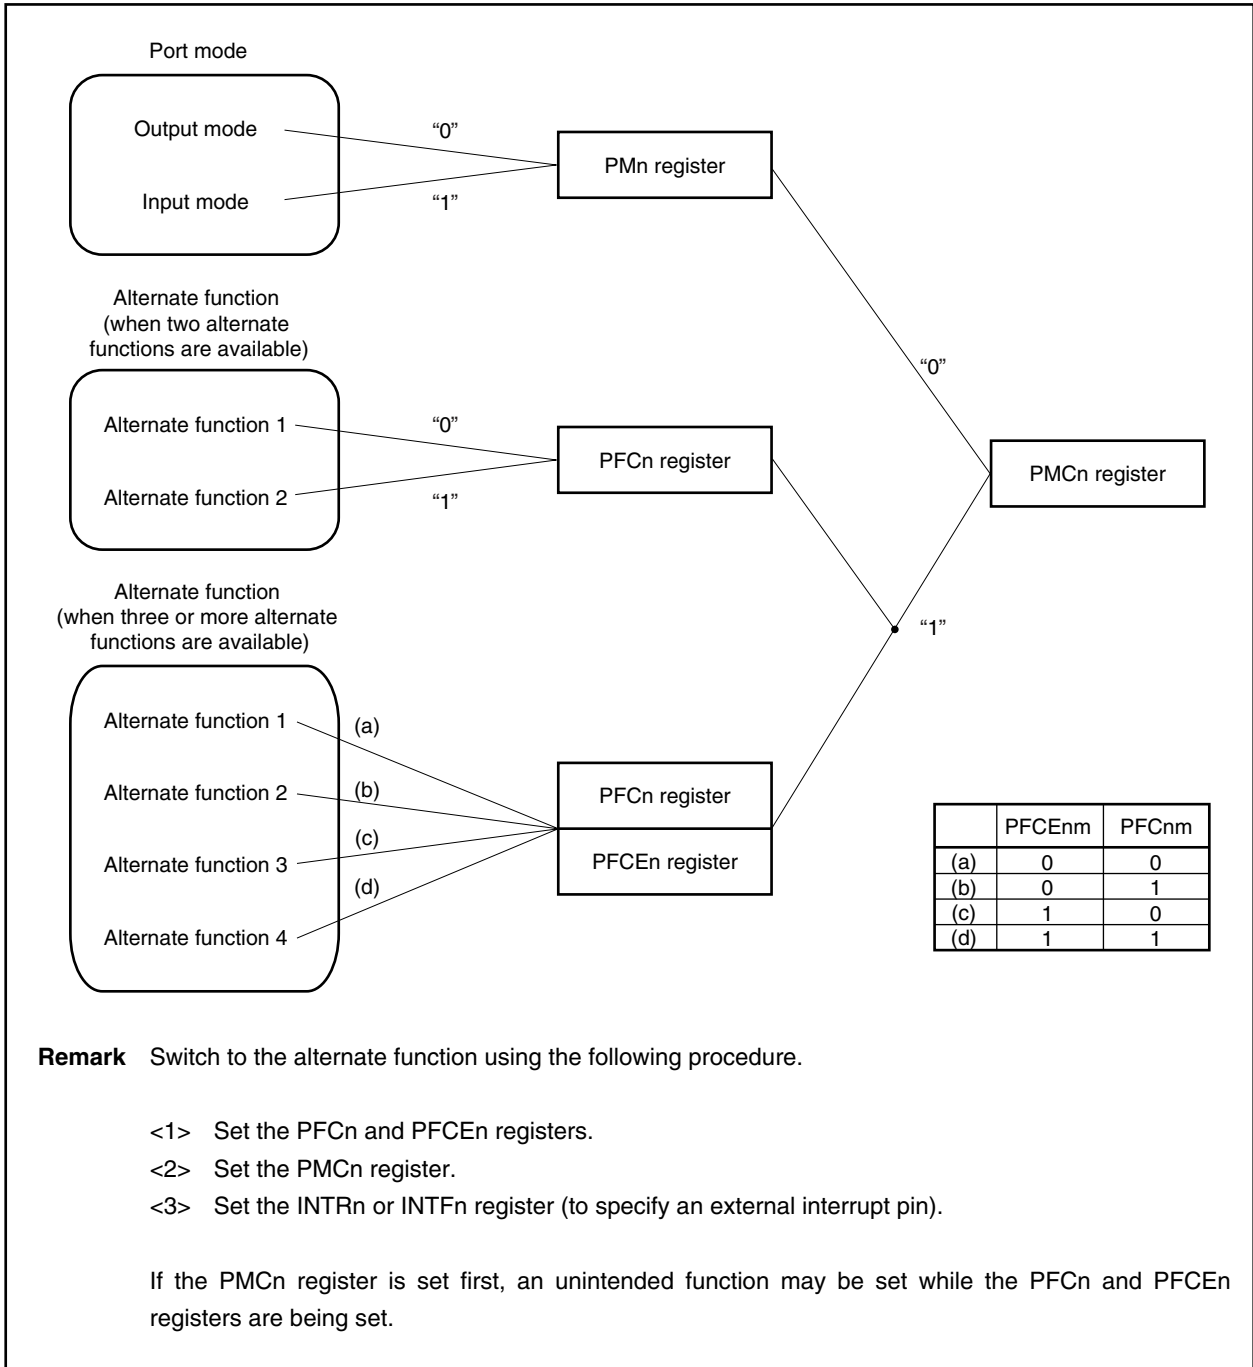 Port mode
Output mode
Input mode
“0”
“1”
PMn register
Alternate function
(when two alternate
functions are available)
Alternate function 1
Alternate function 2
“0”
“1”
PFCn register
“0”
PMCn register
Alternate function
(when three or more alternate
functions are available)
“1”
Alternate function 1
Alternate function 2
Alternate function 3
Alternate function 4
(a)
(b)
(c)
(d)
PFCn register
PFCEn register
PFCEnm PFCnm
(a) 0 0
(b) 0 1
(c) 1 0
(d) 1 1
Remark Switch to the alternate function using the following procedure.
<1> Set the PFCn and PFCEn registers.
<2> Set the PMCn register.
<3> Set the INTRn or INTFn register (to specify an external interrupt pin).
If the PMCn register is set first, an unintended function may be set while the PFCn and PFCEn
registers are being set.